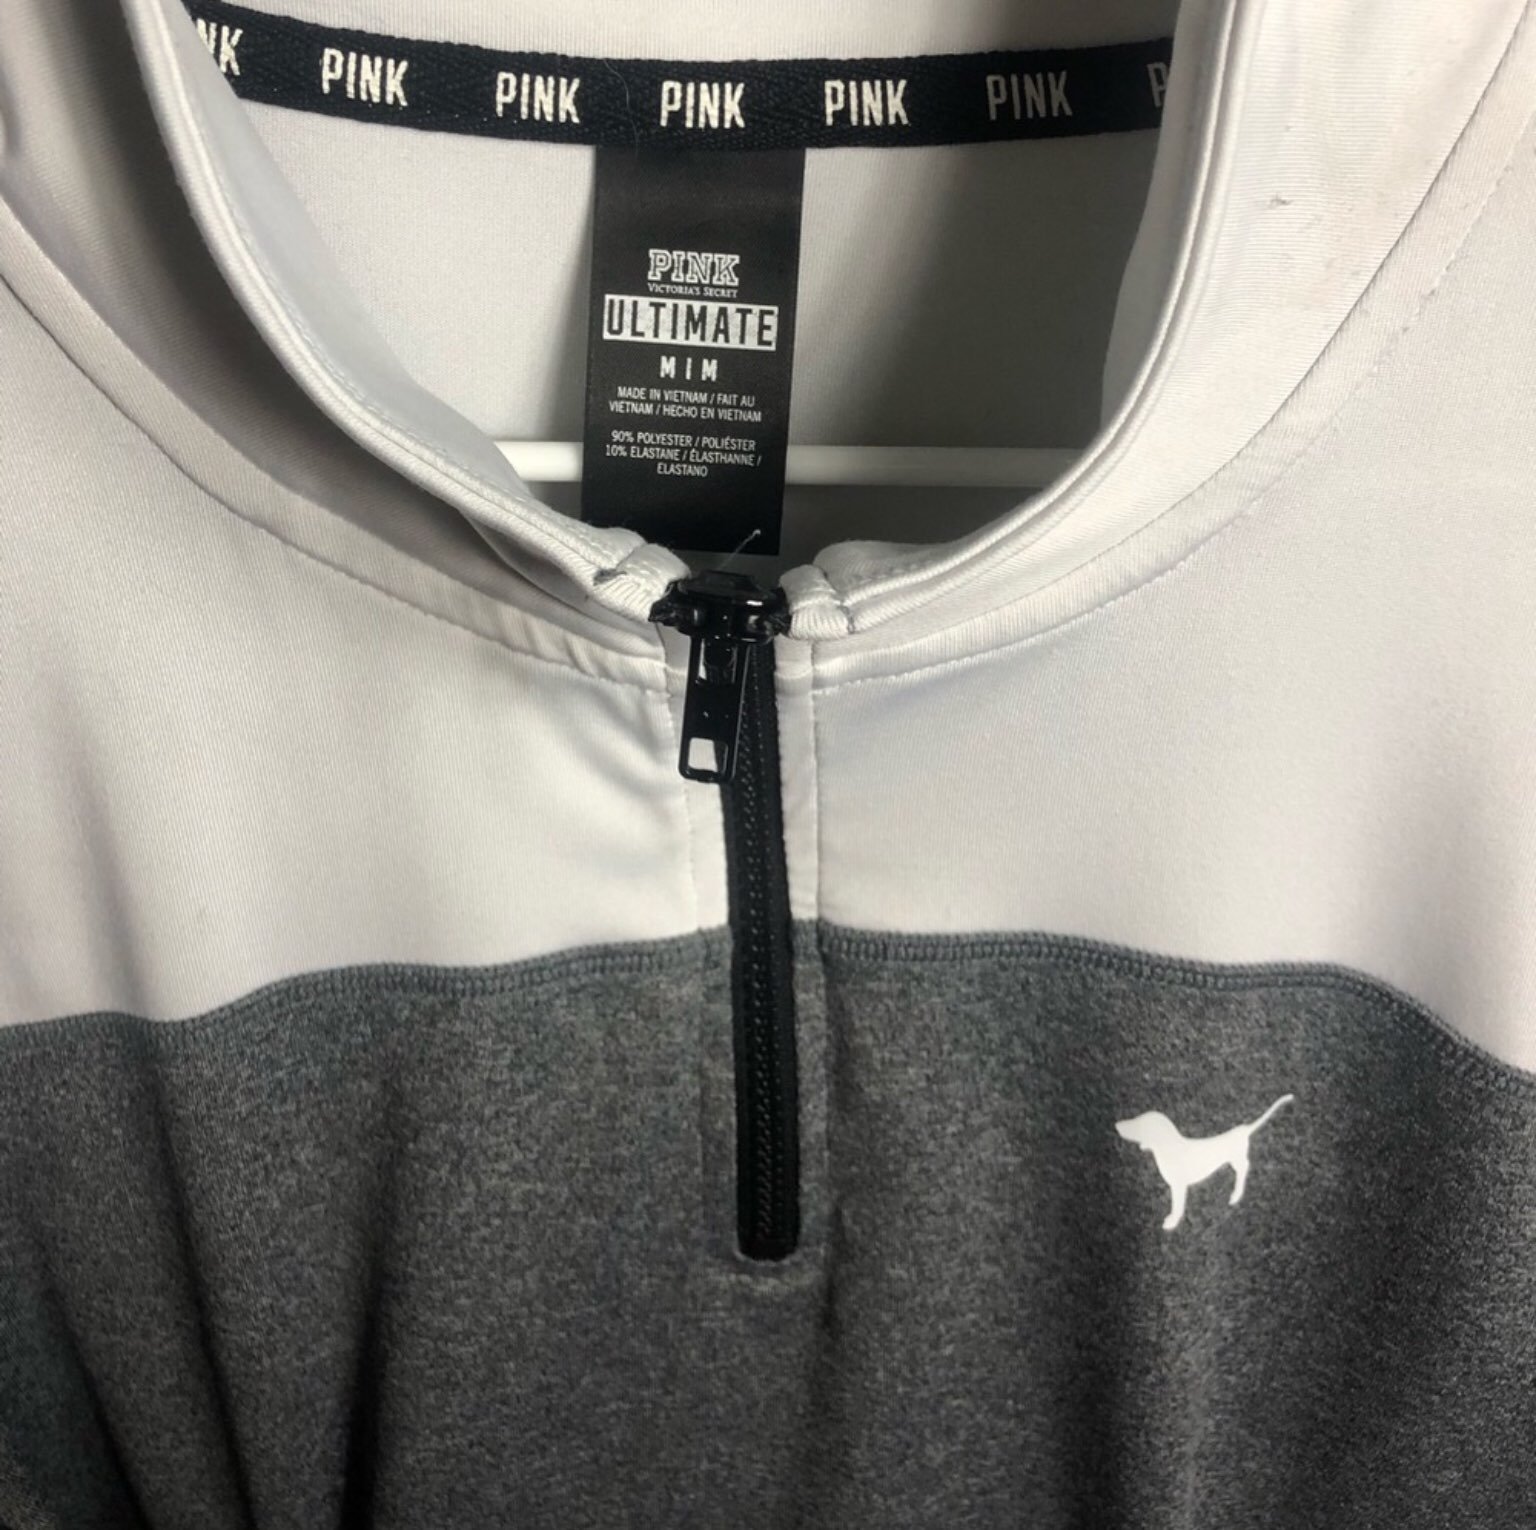 PINK PINK PINK PINK PINK
PINK
VICTORIA'S SECRET
ULTIMATE
M I M
MADE IN VIETNAM / FAIT AU
VIETNAM / HECHO EN VIETNAM
90% POLYESTER / POLIÉSTER
10% ELASTANE / ÉLASTHANNE /
ELASTANO